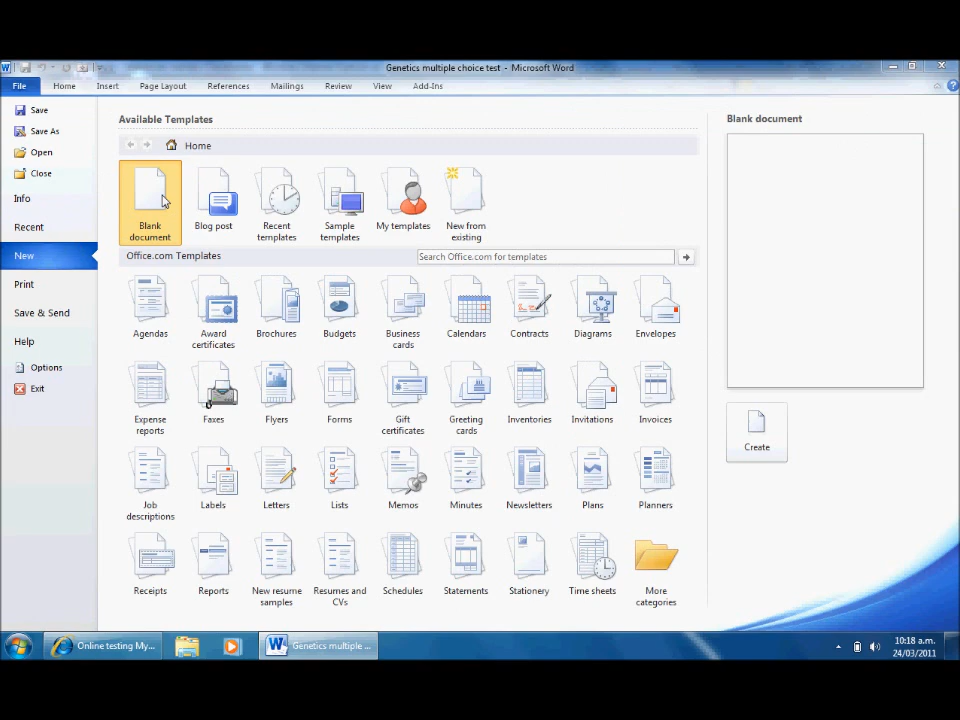 Genetics multiple choice test - Microsoft Word
File Home Insert Page Layout References Mailings Review View Add-Ins
Save
Save As
Open
Close
Info
Recent
New
Print
Save & Send
Help
Options
Exit
Available Templates
Home
Blank document
Blog post
Recent templates
Sample templates
My templates
New from existing
Office.com Templates
Search Office.com for templates
Agendas
Award certificates
Brochures
Budgets
Business cards
Calendars
Contracts
Diagrams
Envelopes
Expense reports
Faxes
Flyers
Forms
Gift certificates
Greeting cards
Inventories
Invitations
Invoices
Job descriptions
Labels
Letters
Lists
Memos
Minutes
Newsletters
Plans
Planners
Receipts
Reports
New resume samples
Resumes and CVs
Schedules
Statements
Stationery
Time sheets
More categories
Blank document
Create
Online testing My...
Genetics multiple ...
10:18 a.m.
24/03/2011